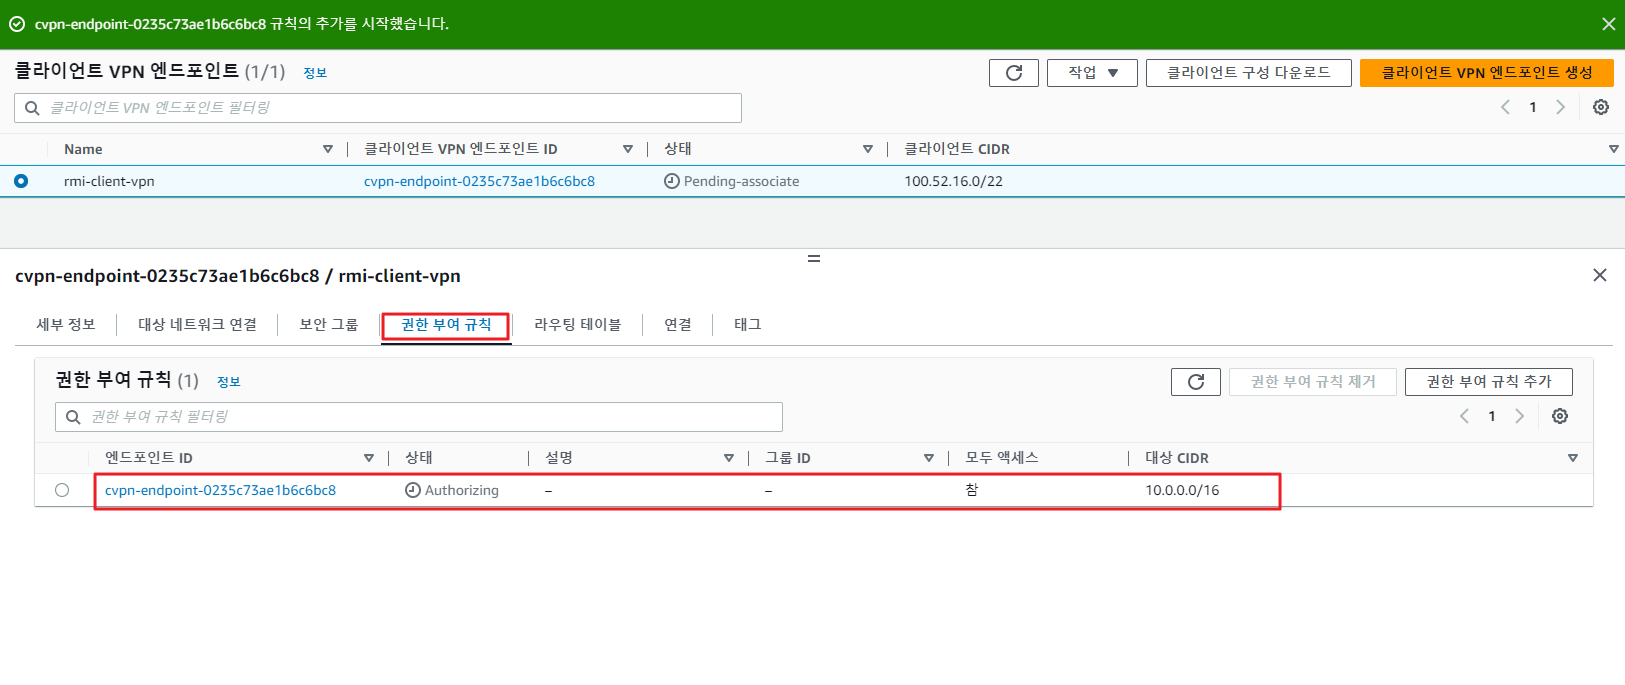 cvpn-endpoint-0235c73ae1b6c6bc8 규칙의 추가를 시작했습니다.
클라이언트 VPN 엔드포인트 (1/1) 정보
작업
클라이언트 구성 다운로드
클라이언트 VPN 엔드포인트 생성
클라이언트 VPN 엔드포인트 필터링
1
Name 클라이언트 VPN 엔드포인트 ID 상태 클라이언트 CIDR
rmi-client-vpn cvpn-endpoint-0235c73ae1b6c6bc8 Pending-associate 100.52.16.0/22
cvpn-endpoint-0235c73ae1b6c6bc8 / rmi-client-vpn
세부 정보 대상 네트워크 연결 보안 그룹 권한 부여 규칙 라우팅 테이블 연결 태그
권한 부여 규칙 (1) 정보
권한 부여 규칙 제거
권한 부여 규칙 추가
권한 부여 규칙 필터링
1
엔드포인트 ID 상태 설명 그룹 ID 모두 액세스 대상 CIDR
cvpn-endpoint-0235c73ae1b6c6bc8 Authorizing – – 참 10.0.0.0/16